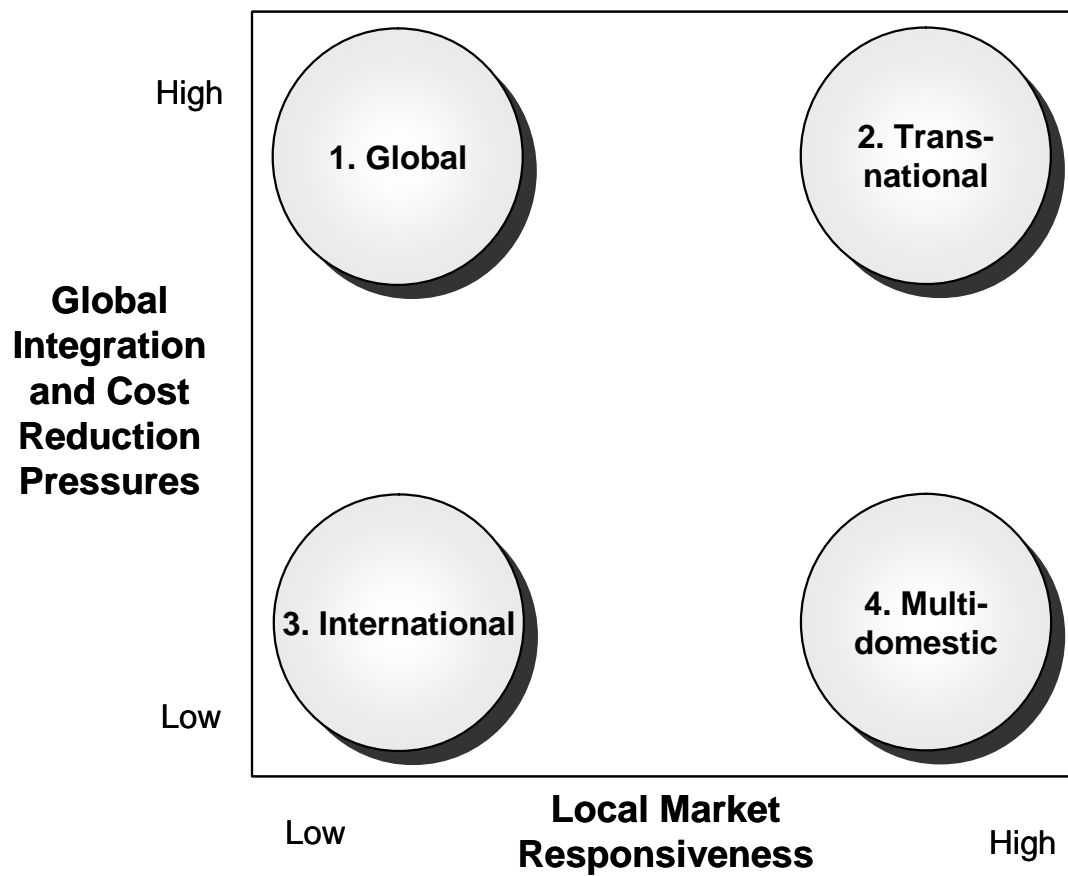 High
1. Global
2. Trans-
national
Global
Integration
and Cost
Reduction
Pressures
3. International
4. Multi-
domestic
Low
Low
Local Market
Responsiveness
High